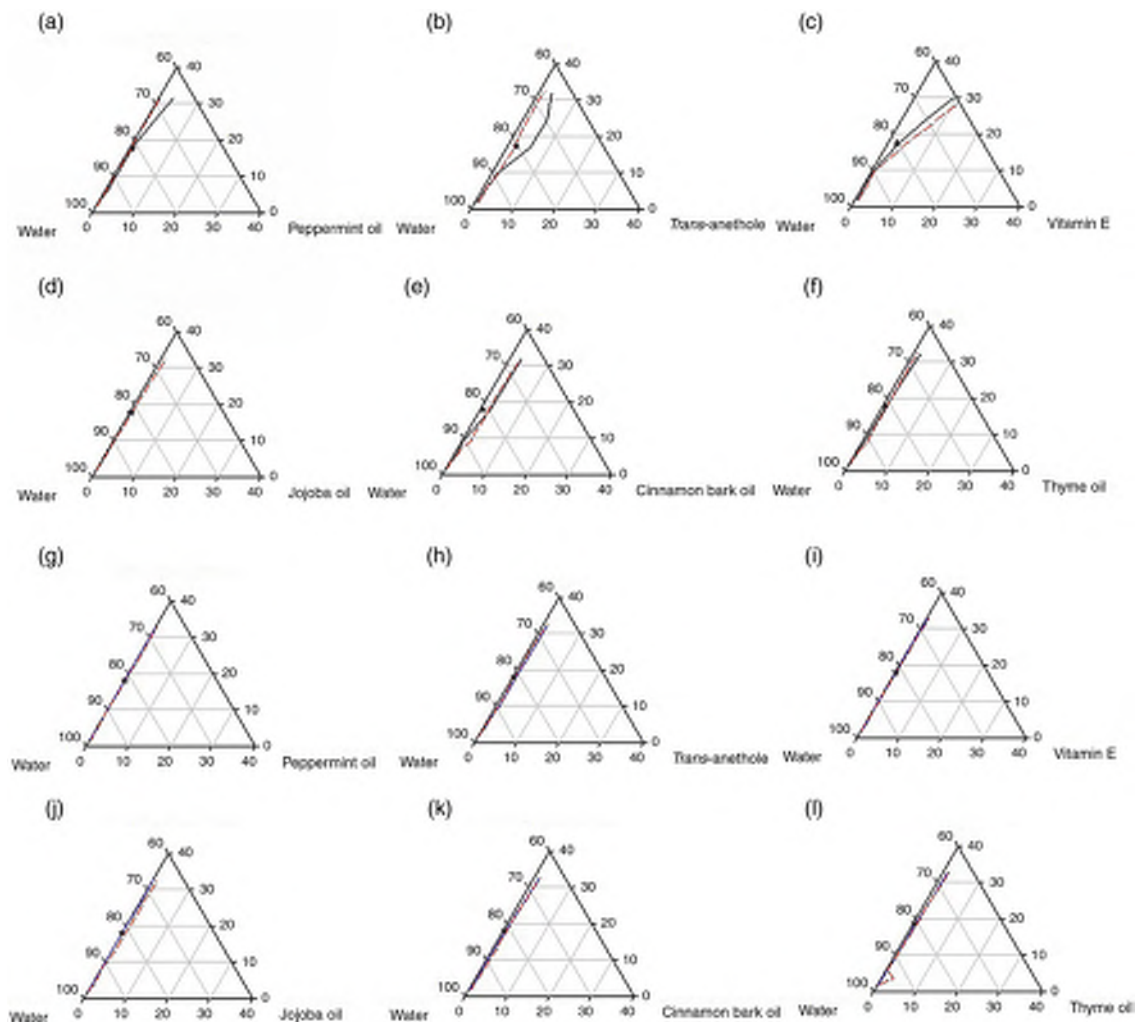 (a) (b) (c)
60 40 60 40 60 40
70 30 70 30 70 30
80 20 80 20 80 20
90 10 90 10 90 10
100 0 100 0 100 0
Water 0 10 20 30 40 Peppermint oil Water 0 10 20 30 40 Trans-anethole Water 0 10 20 30 40 Vitamin E
(d) (e) (f)
60 40 60 40 60 40
70 30 70 30 70 30
80 20 80 20 80 20
90 10 90 10 90 10
100 0 100 0 100 0
Water 0 10 20 30 40 Jojoba oil Water 0 10 20 30 40 Cinnamon bark oil Water 0 10 20 30 40 Thyme oil
(g) (h) (i)
60 40 60 40 60 40
70 30 70 30 70 30
80 20 80 20 80 20
90 10 90 10 90 10
100 0 100 0 100 0
Water 0 10 20 30 40 Peppermint oil Water 0 10 20 30 40 Trans-anethole Water 0 10 20 30 40 Vitamin E
(j) (k) (l)
60 40 60 40 60 40
70 30 70 30 70 30
80 20 80 20 80 20
90 10 90 10 90 10
100 0 100 0 100 0
Water 0 10 20 30 40 Jojoba oil Water 0 10 20 30 40 Cinnamon bark oil Water 0 10 20 30 40 Thyme oil